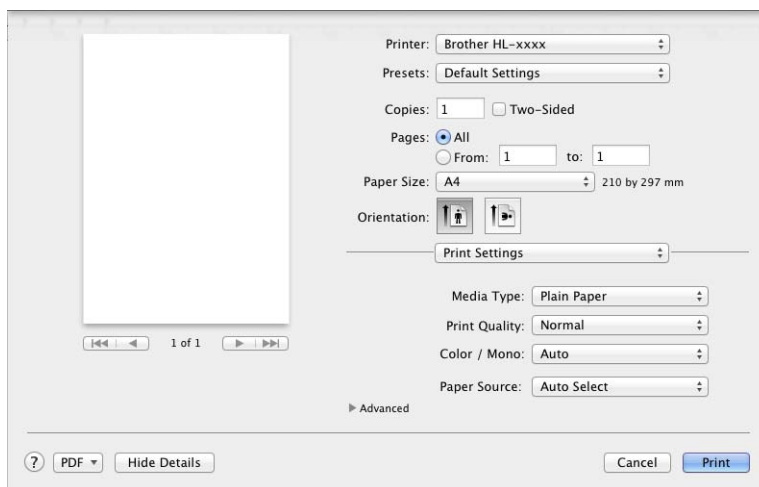 Printer: Brother HL-xxxx
Presets: Default Settings
Copies: 1 Two-Sided
Pages: All
From: 1 to: 1
Paper Size: A4 210 by 297 mm
Orientation:
Print Settings
Media Type: Plain Paper
Print Quality: Normal
1 of 1
Color / Mono: Auto
Paper Source: Auto Select
Advanced
? PDF Hide Details Cancel Print